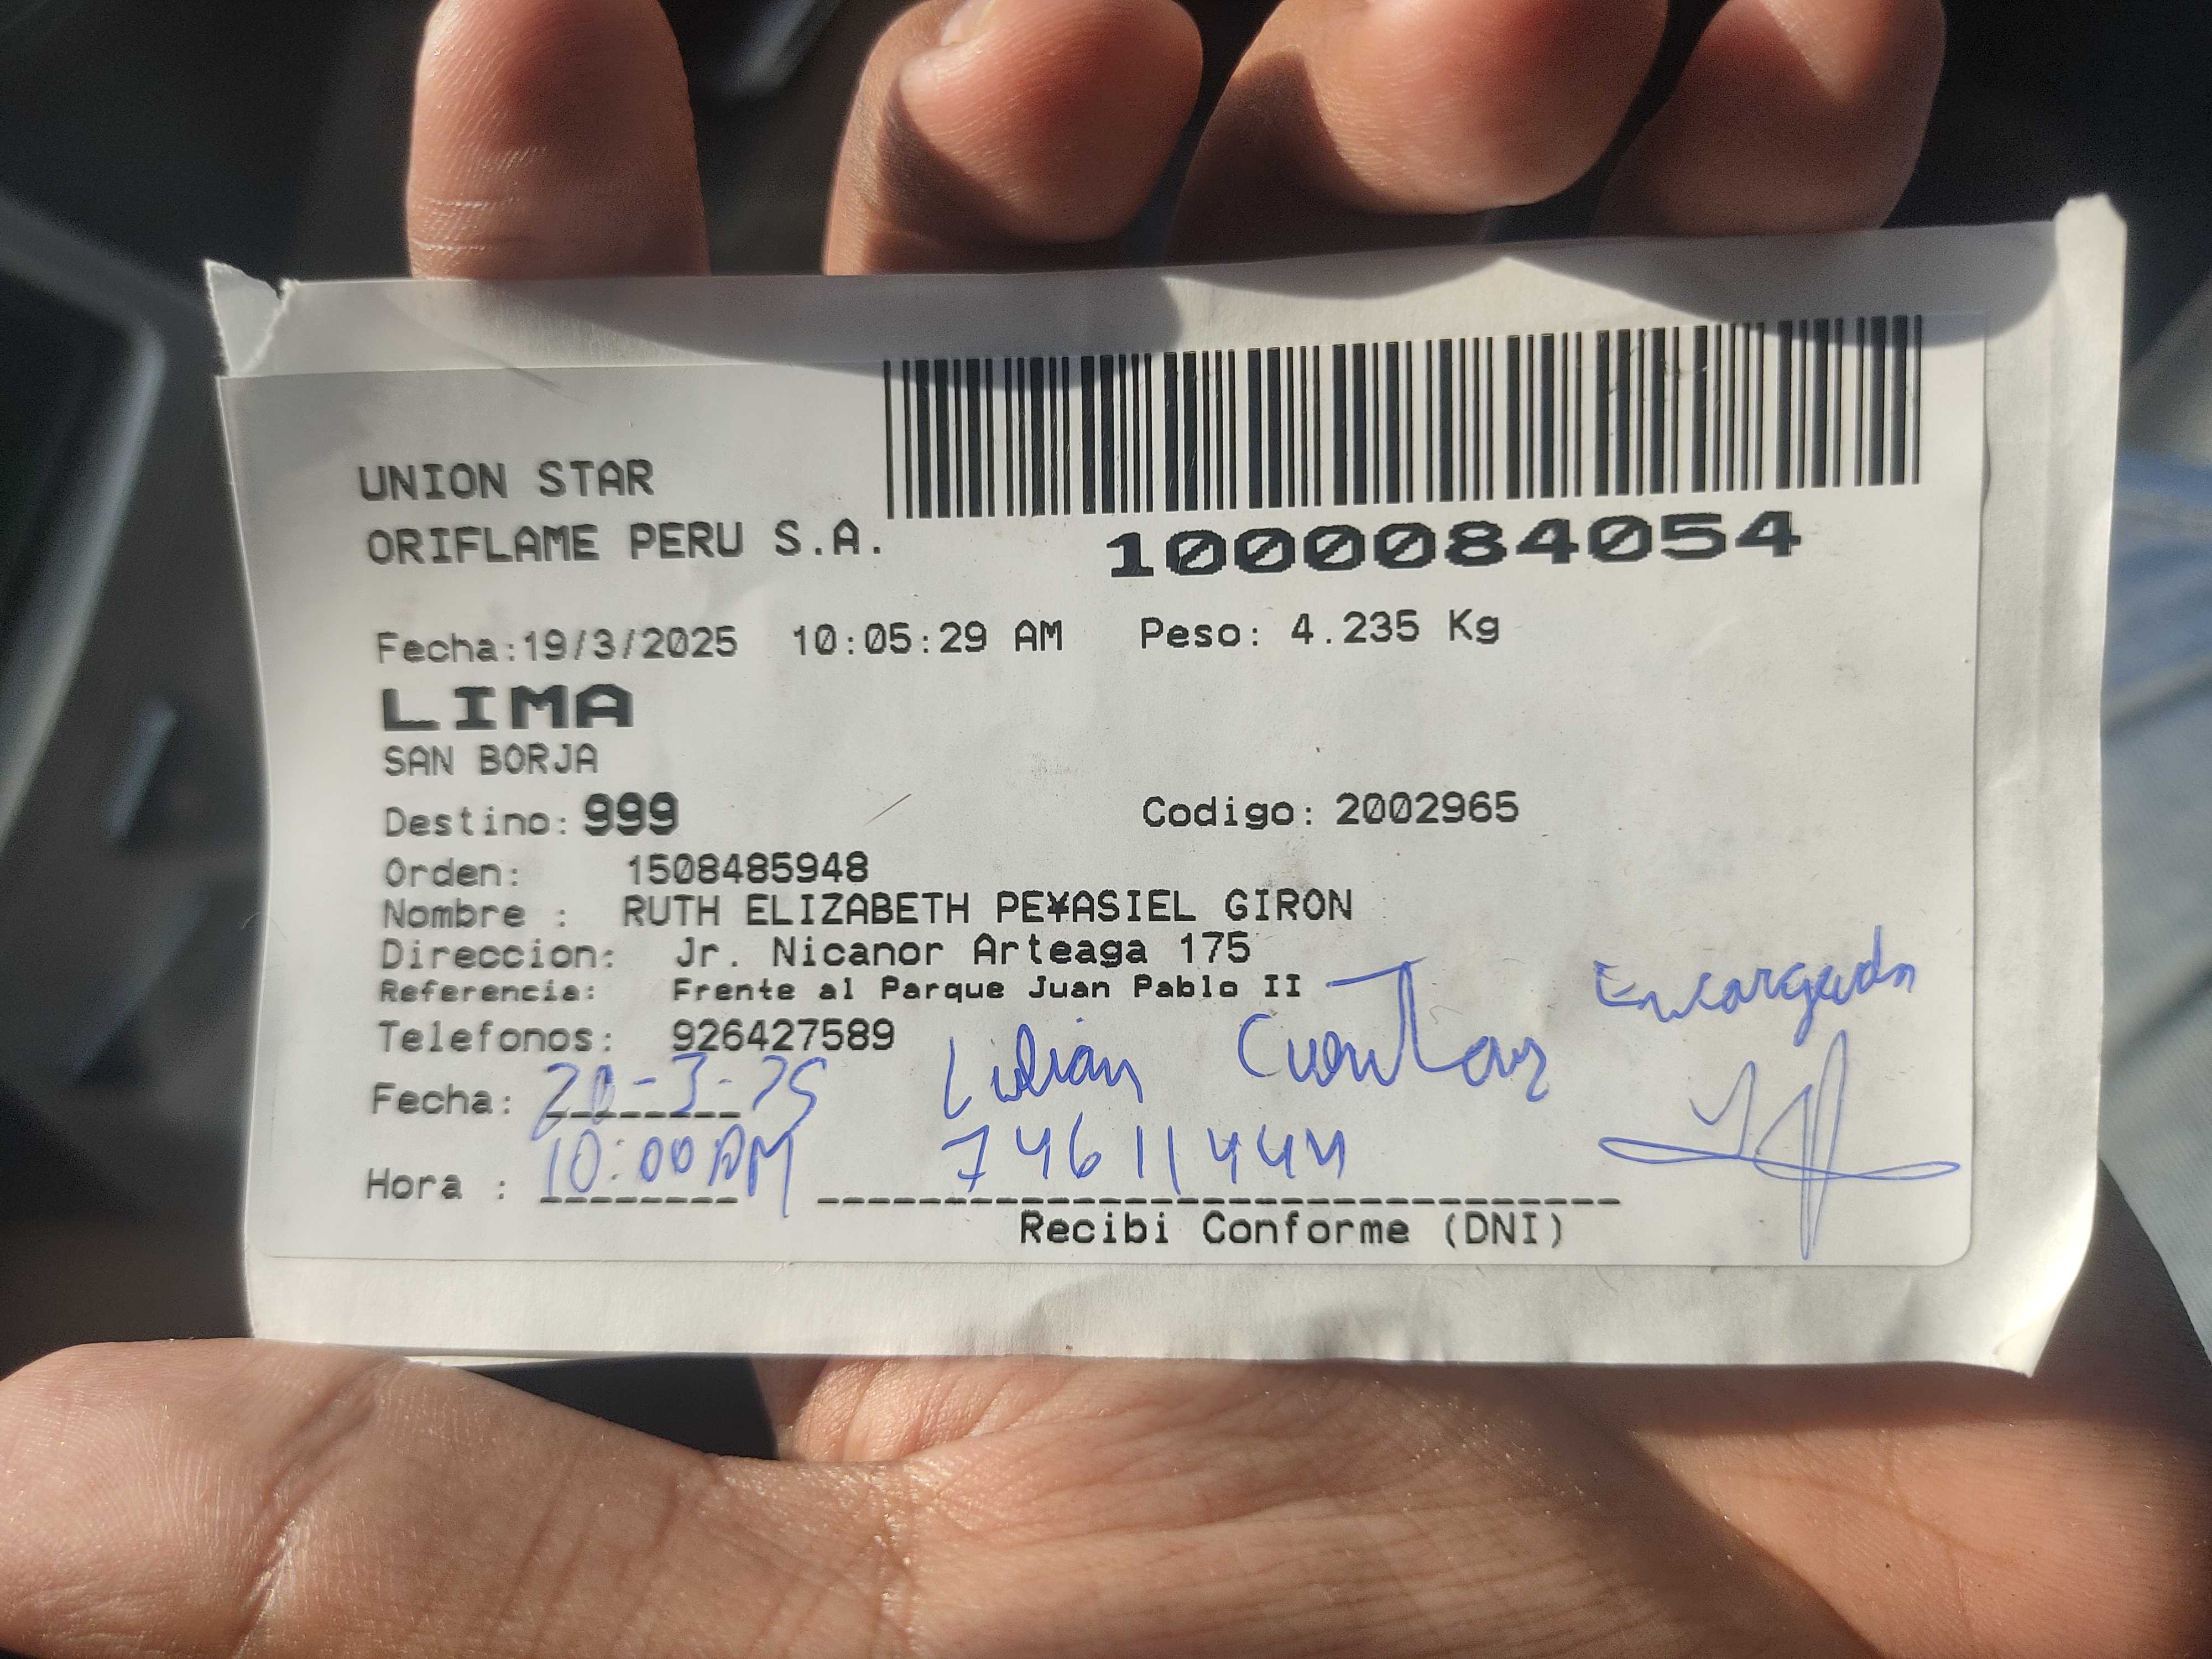 UNION STAR
ORIFLAME PERU S.A.
1000084054
Fecha:19/3/2025 10:05:29 AM Peso: 4.235 Kg
LIMA
SAN BORJA
Destino: 999 Codigo: 2002965
Orden: 1508485948
Nombre : RUTH ELIZABETH PE¥ASIEL GIRON
Direccion: Jr. Nicanor Arteaga 175
Referencia: Frente al Parque Juan Pablo II
Encargada
Telefonos: 926427589
Lilian Cuentas
Fecha: 20-3-25
Hora : 10:00 AM 74611444
Recibi Conforme (DNI)